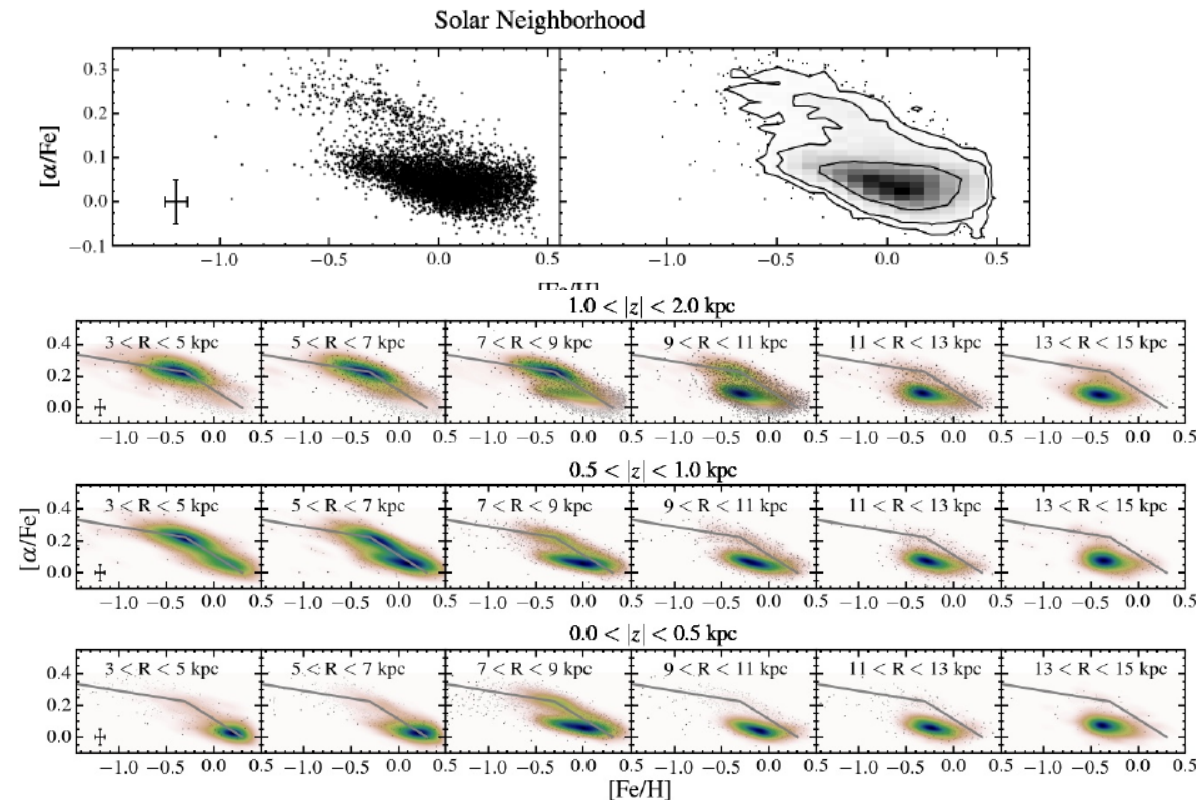 Solar Neighborhood
[α/Fe]
0.3
0.2
0.1
0.0
−0.1
−1.0 −0.5 0.0 0.5 −1.0 −0.5 0.0 0.5
1.0 < |z| < 2.0 kpc
3 < R < 5 kpc 5 < R < 7 kpc 7 < R < 9 kpc 9 < R < 11 kpc 11 < R < 13 kpc 13 < R < 15 kpc
0.4
0.2
0.0
−1.0 −0.5 0.0 0.5 −1.0 −0.5 0.0 0.5 −1.0 −0.5 0.0 0.5 −1.0 −0.5 0.0 0.5 −1.0 −0.5 0.0 0.5 −1.0 −0.5 0.0 0.5
0.5 < |z| < 1.0 kpc
[α/Fe]
3 < R < 5 kpc 5 < R < 7 kpc 7 < R < 9 kpc 9 < R < 11 kpc 11 < R < 13 kpc 13 < R < 15 kpc
0.4
0.2
0.0
−1.0 −0.5 0.0 0.5 −1.0 −0.5 0.0 0.5 −1.0 −0.5 0.0 0.5 −1.0 −0.5 0.0 0.5 −1.0 −0.5 0.0 0.5 −1.0 −0.5 0.0 0.5
0.0 < |z| < 0.5 kpc
3 < R < 5 kpc 5 < R < 7 kpc 7 < R < 9 kpc 9 < R < 11 kpc 11 < R < 13 kpc 13 < R < 15 kpc
0.4
0.2
0.0
−1.0 −0.5 0.0 0.5 −1.0 −0.5 0.0 0.5 −1.0 −0.5 0.0 0.5 −1.0 −0.5 0.0 0.5 −1.0 −0.5 0.0 0.5 −1.0 −0.5 0.0 0.5
[Fe/H]